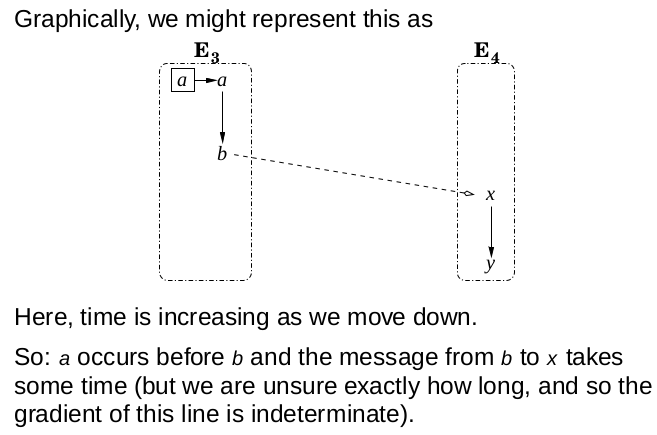 Graphically, we might represent this as
E3 E4
a a
b
x
y
Here, time is increasing as we move down.
So: a occurs before b and the message from b to x takes
some time (but we are unsure exactly how long, and so the
gradient of this line is indeterminate).